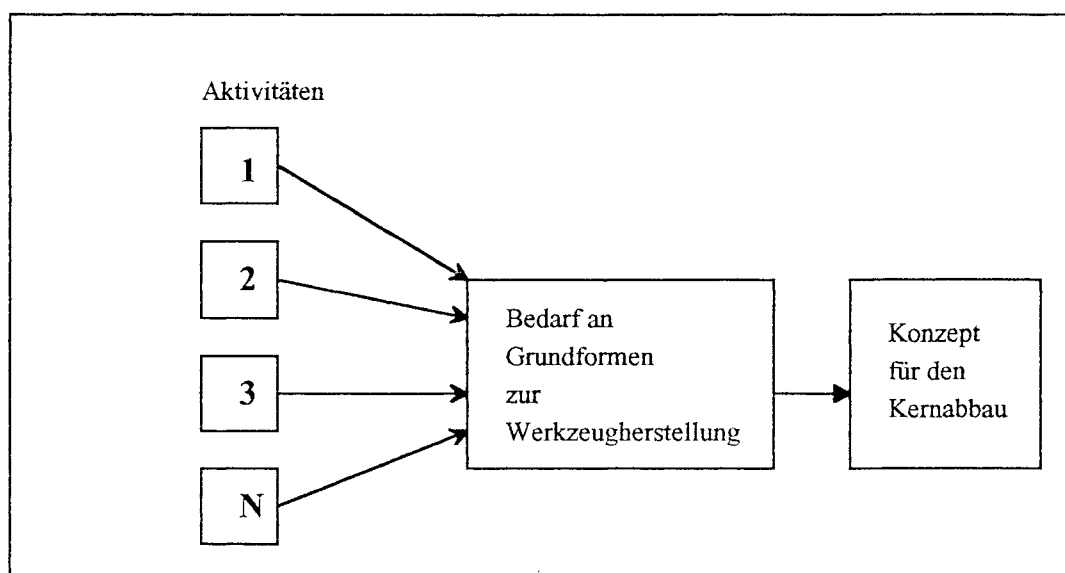 Aktivitäten
1
2
3
N
Bedarf an
Grundformen
zur
Werkzeugherstellung
Konzept
für den
Kernabbau